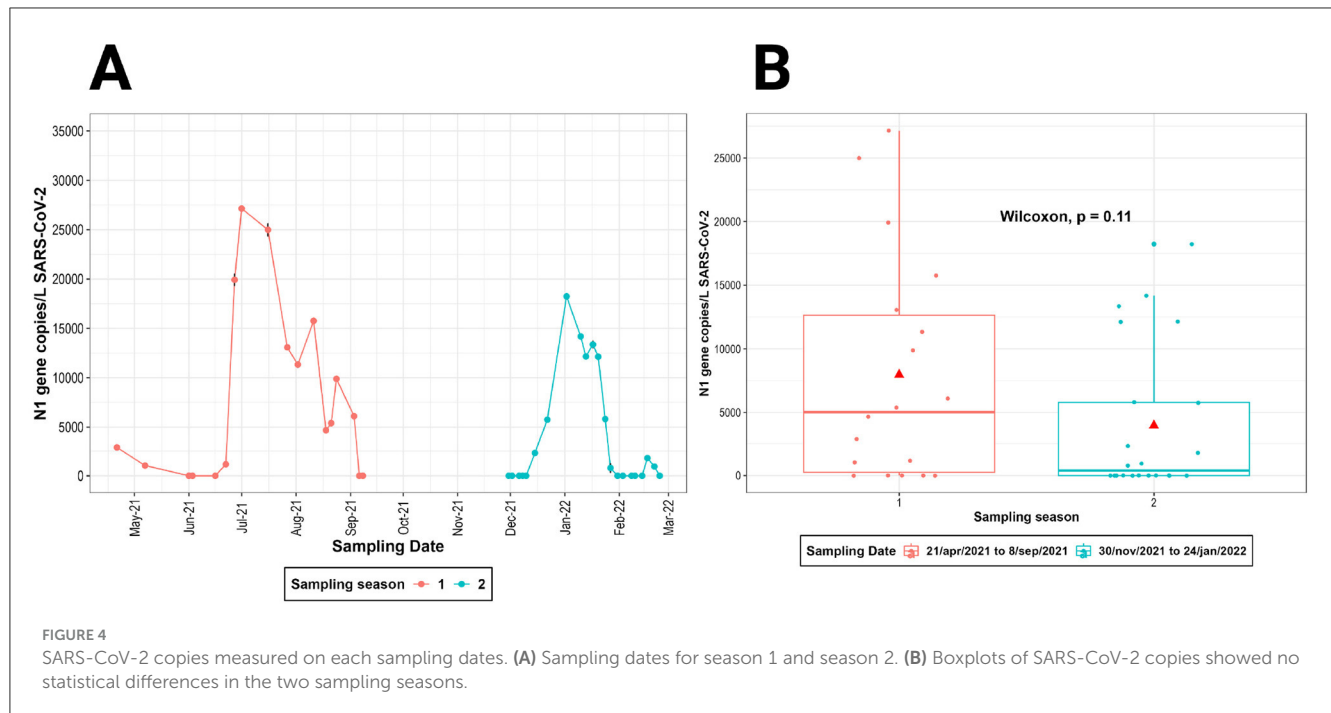 A
N1 gene copies/L SARS-CoV-2
35000
30000
25000
20000
15000
10000
5000
0
May-21
Jun-21
Jul-21
Aug-21
Sep-21
Oct-21
Nov-21
Dec-21
Jan-22
Feb-22
Mar-22
Sampling Date
Sampling season 1 2
B
N1 gene copies/L SARS-CoV-2
25000
20000
15000
10000
5000
0
Wilcoxon, p = 0.11
1 2
Sampling season
Sampling Date a 21/apr/2021 to 8/sep/2021 a 30/nov/2021 to 24/jan/2022
FIGURE 4
SARS-CoV-2 copies measured on each sampling dates. (A) Sampling dates for season 1 and season 2. (B) Boxplots of SARS-CoV-2 copies showed no
statistical differences in the two sampling seasons.